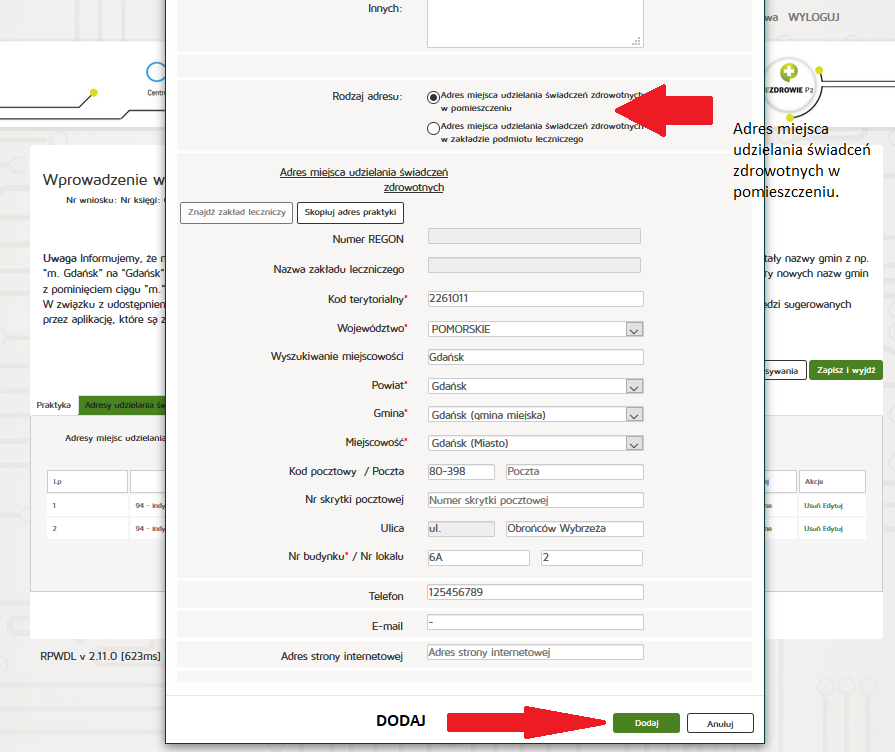 Innych:
wa WYLOGUJ
Centr
EZDROWIE P2
Rodzaj adresu:
Adres miejsca udzielania świadczeń zdrowotnych
w pomieszczeniu
Adres miejsca udzielania świadczeń zdrowotnych
w zakładzie podmiotu leczniczego
Adres miejsca
udzielania świadceń
zdrowotnych w
pomieszczeniu.
Wprowadzenie w
Nr wniosku: Nr księgi:
Adres miejsca udzielania świadczeń
zdrowotnych
Znajdź zakład leczniczy Skopiuj adres praktyki
Numer REGON
Nazwa zakładu leczniczego
Uwaga Informujemy, że n
"m. Gdańsk" na "Gdańsk"
z pominięciem ciągu "m."
W związku z udostępnien
przez aplikację, które są z
tały nazwy gmin z np.
ry nowych nazw gmin
edzi sugerowanych
Kod terytorialny* 2261011
Województwo* POMORSKIE
Wyszukiwanie miejscowości Gdańsk
Powiat* Gdańsk
Gmina* Gdańsk (gmina miejska)
Miejscowość* Gdańsk (Miasto)
Kod pocztowy / Poczta 80-398 Poczta
Nr skrytki pocztowej Numer skrytki pocztowej
Ulica ul. Obrońców Wybrzeża
Nr budynku* / Nr lokalu 6A 2
Telefon 125456789
E-mail -
Adres strony internetowej Adres strony internetowej
sywania Zapisz i wyjdź
Praktyka Adresy udzielania św
Adresy miejsc udzielania
Lp Akcje
1 94 - indy Usuń Edytuj
2 94 - indy Usuń Edytuj
RPWDL v 2.11.0 [623ms]
DODAJ Dodaj Anuluj